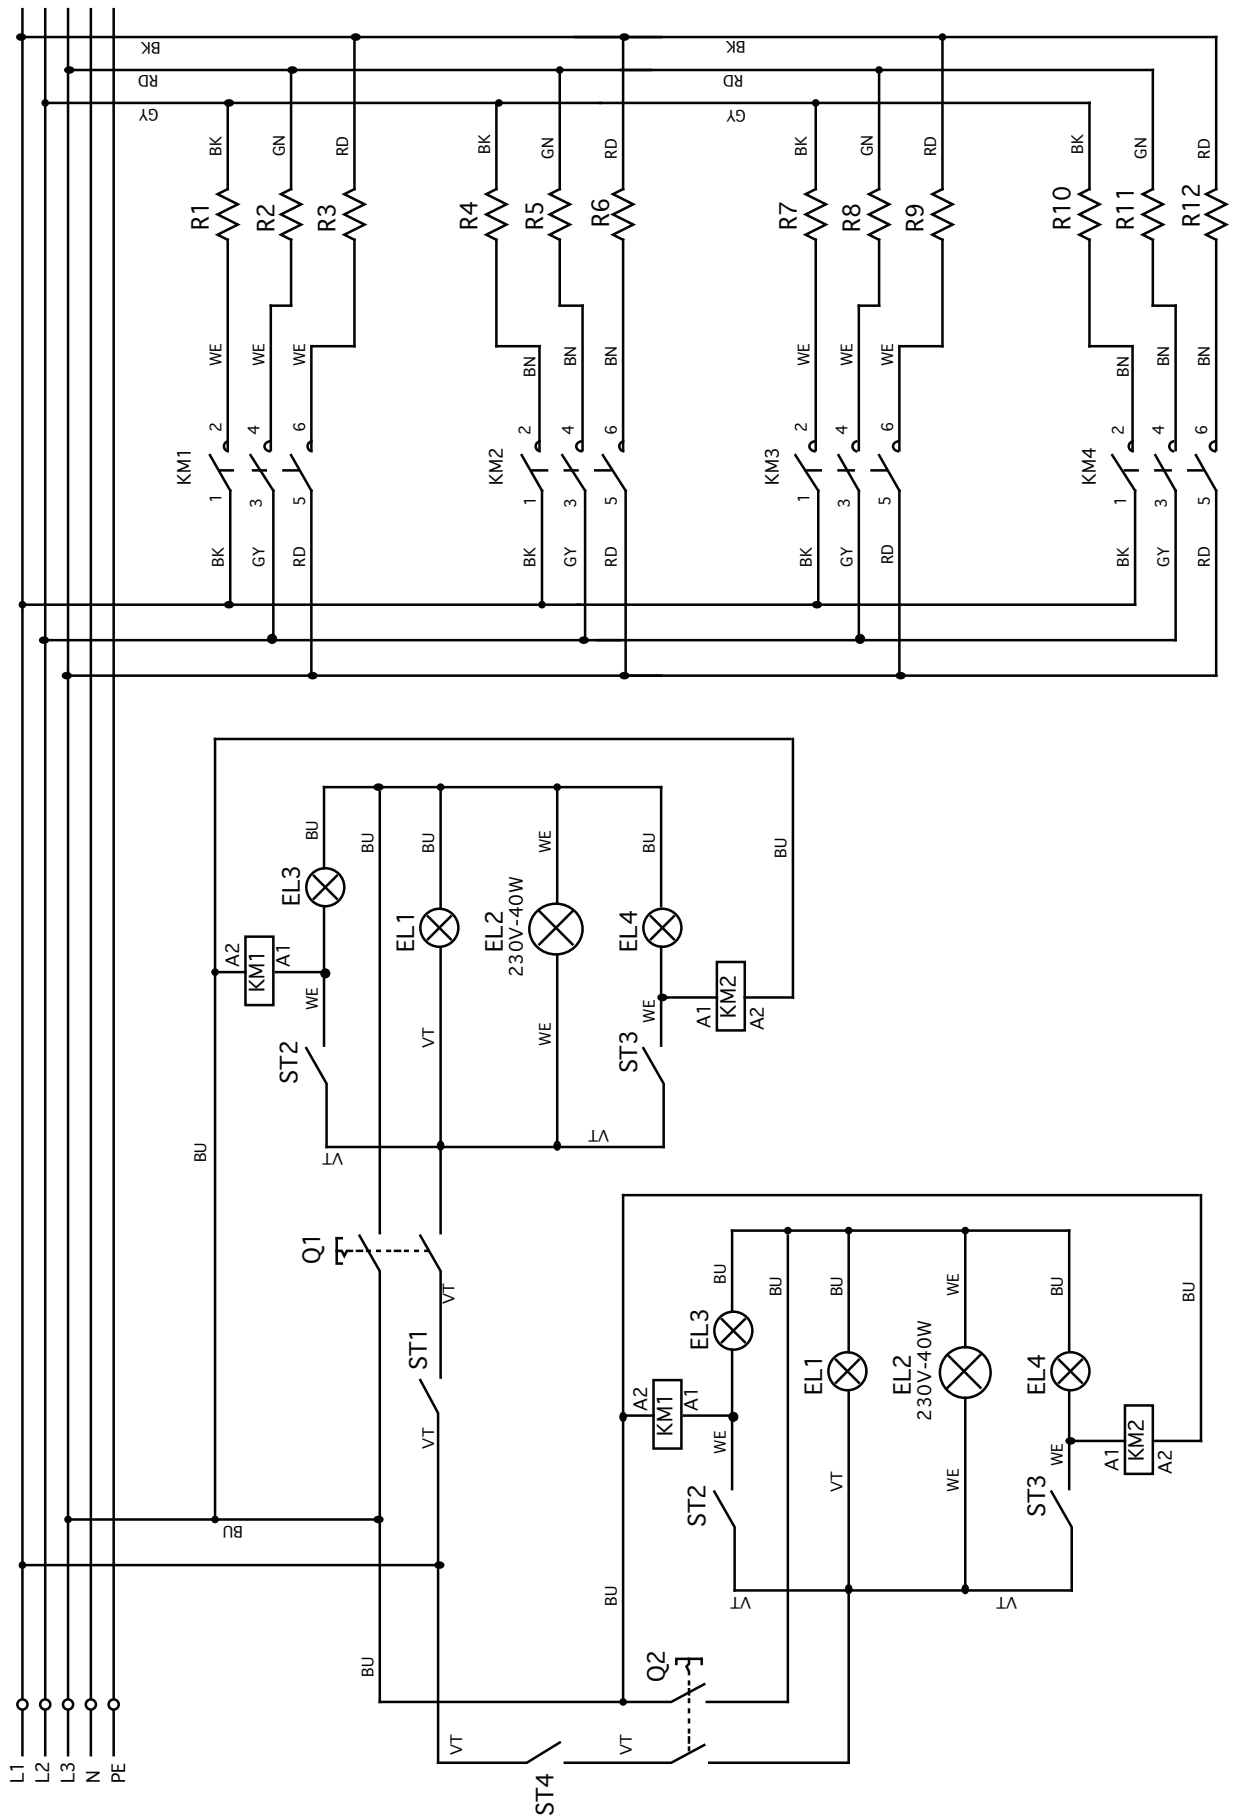 BK
BK
RD
RD
GY
GY
BK
GN
RD
BK
GN
RD
BK
GN
RD
BK
GN
RD
R1
R2
R3
R4
R5
R6
R7
R8
R9
R10
R11
R12
WE
WE
WE
BN
BN
BN
WE
WE
WE
BN
BN
BN
2
4
6
2
4
6
2
4
6
2
4
6
KM1
KM2
KM3
KM4
1
3
5
1
3
5
1
3
5
1
3
5
BK
GY
RD
BK
GY
RD
BK
GY
RD
BK
GY
RD
BU
BU
BU
WE
BU
BU
EL3
EL1
EL2
230V-40W
EL4
A2
KM1
A1
WE
A1
KM2
A2
WE
ST2
VT
WE
ST3
BU
VT
VT
Q1
VT
ST1
VT
BU
BU
BU
BU
WE
BU
BU
EL3
EL1
EL2
230V-40W
EL4
A2
KM1
A1
WE
A1
KM2
A2
WE
ST2
VT
WE
ST3
BU
VT
VT
BU
Q2
VT
VT
ST4
L1
L2
L3
N
PE